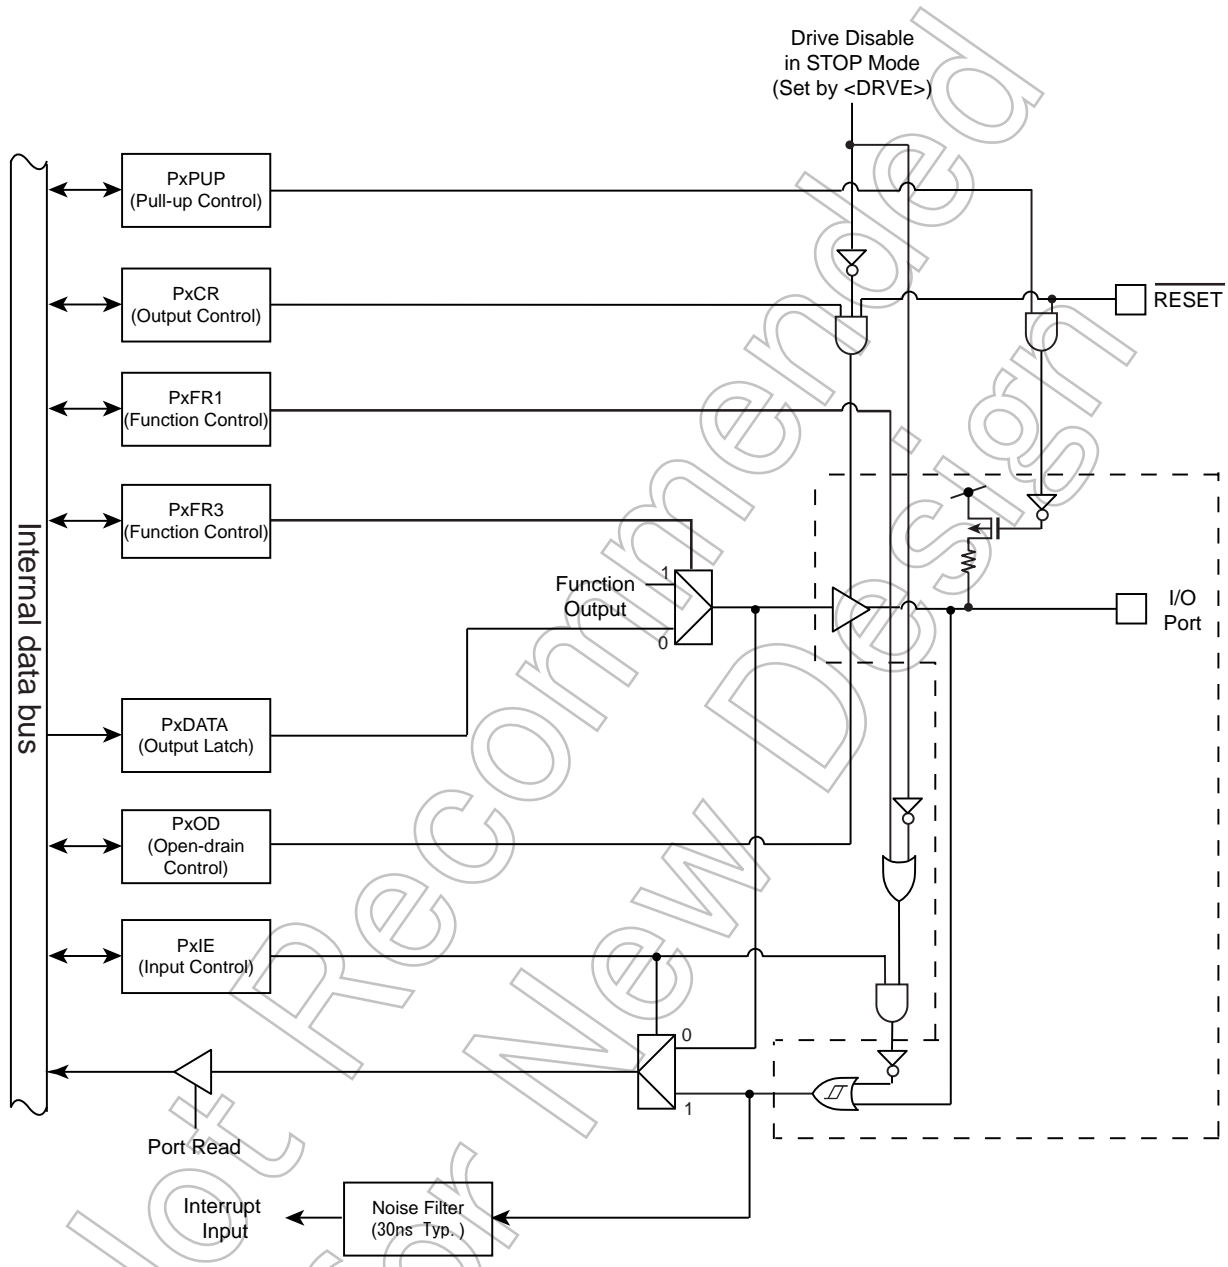 Drive Disable
in STOP Mode
(Set by <DRVE>)
PxPUP
(Pull-up Control)
PxCR
(Output Control)
RESET
PxFR1
(Function Control)
PxFR3
(Function Control)
Internal data bus
1
Function
Output
0
I/O
Port
PxDATA
(Output Latch)
PxOD
(Open-drain
Control)
PxIE
(Input Control)
0
1
Port Read
Interrupt
Input
Noise Filter
(30ns Typ.)
Not Recommended
for New Design